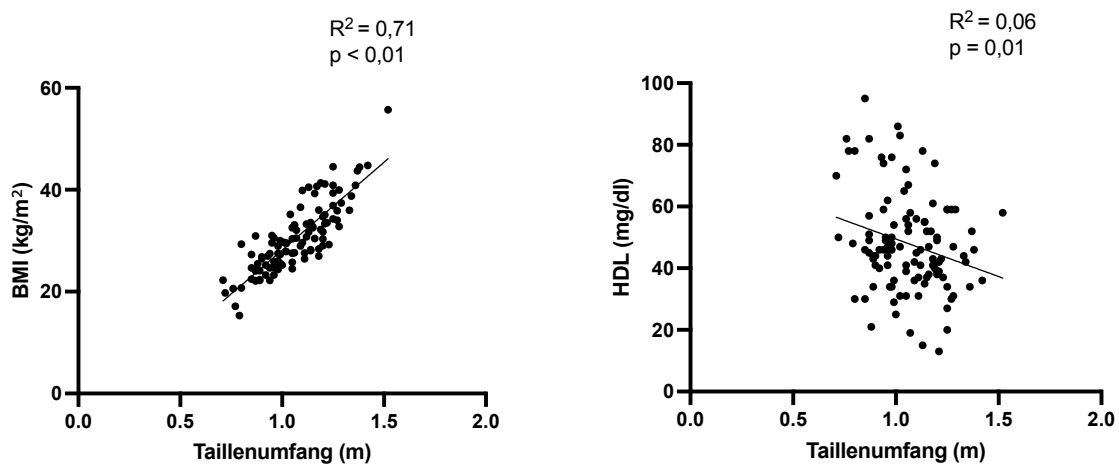 R² = 0,71
p < 0,01
60
40
20
0
BMI (kg/m²)
0.0 0.5 1.0 1.5 2.0
Taillenumfang (m)
R² = 0,06
p = 0,01
100
80
60
40
20
0
HDL (mg/dl)
0.0 0.5 1.0 1.5 2.0
Taillenumfang (m)